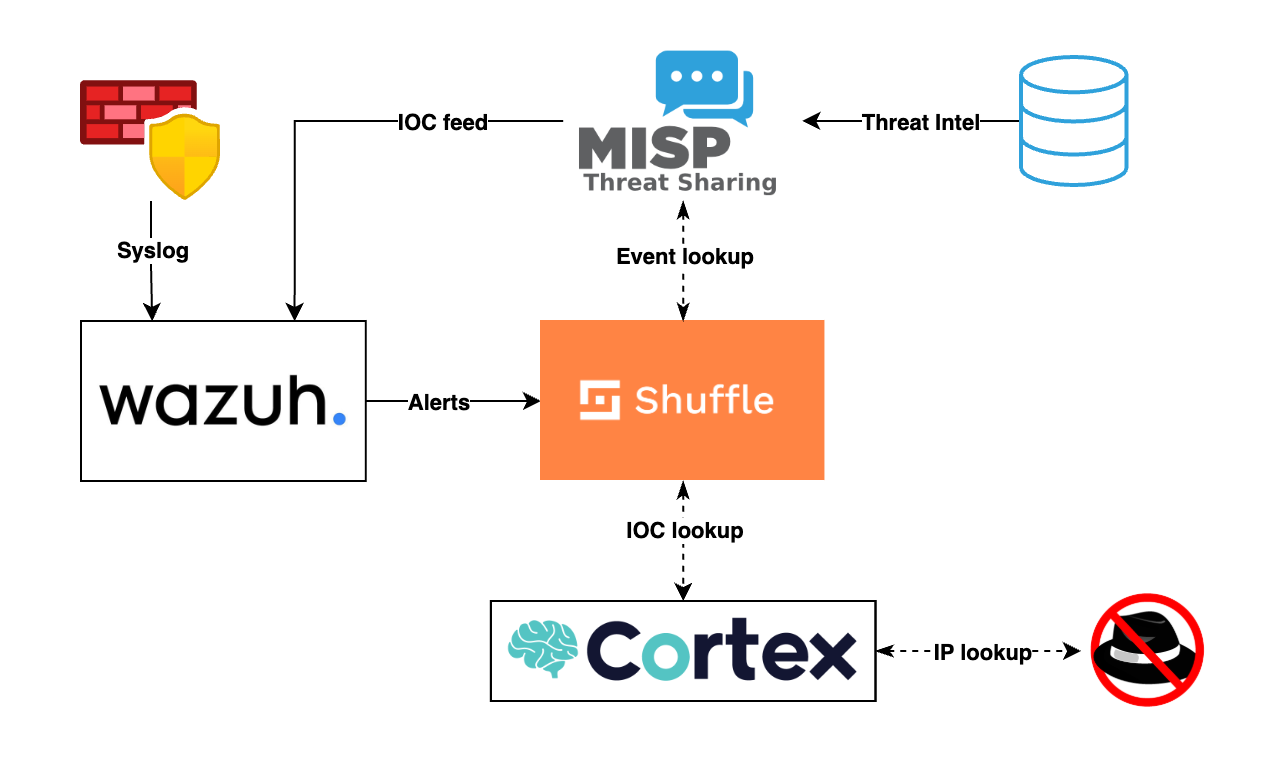 IOC feed
MISP
Threat Sharing
Threat Intel
Syslog
Event lookup
wazuh.
Alerts
Shuffle
IOC lookup
Cortex
IP lookup